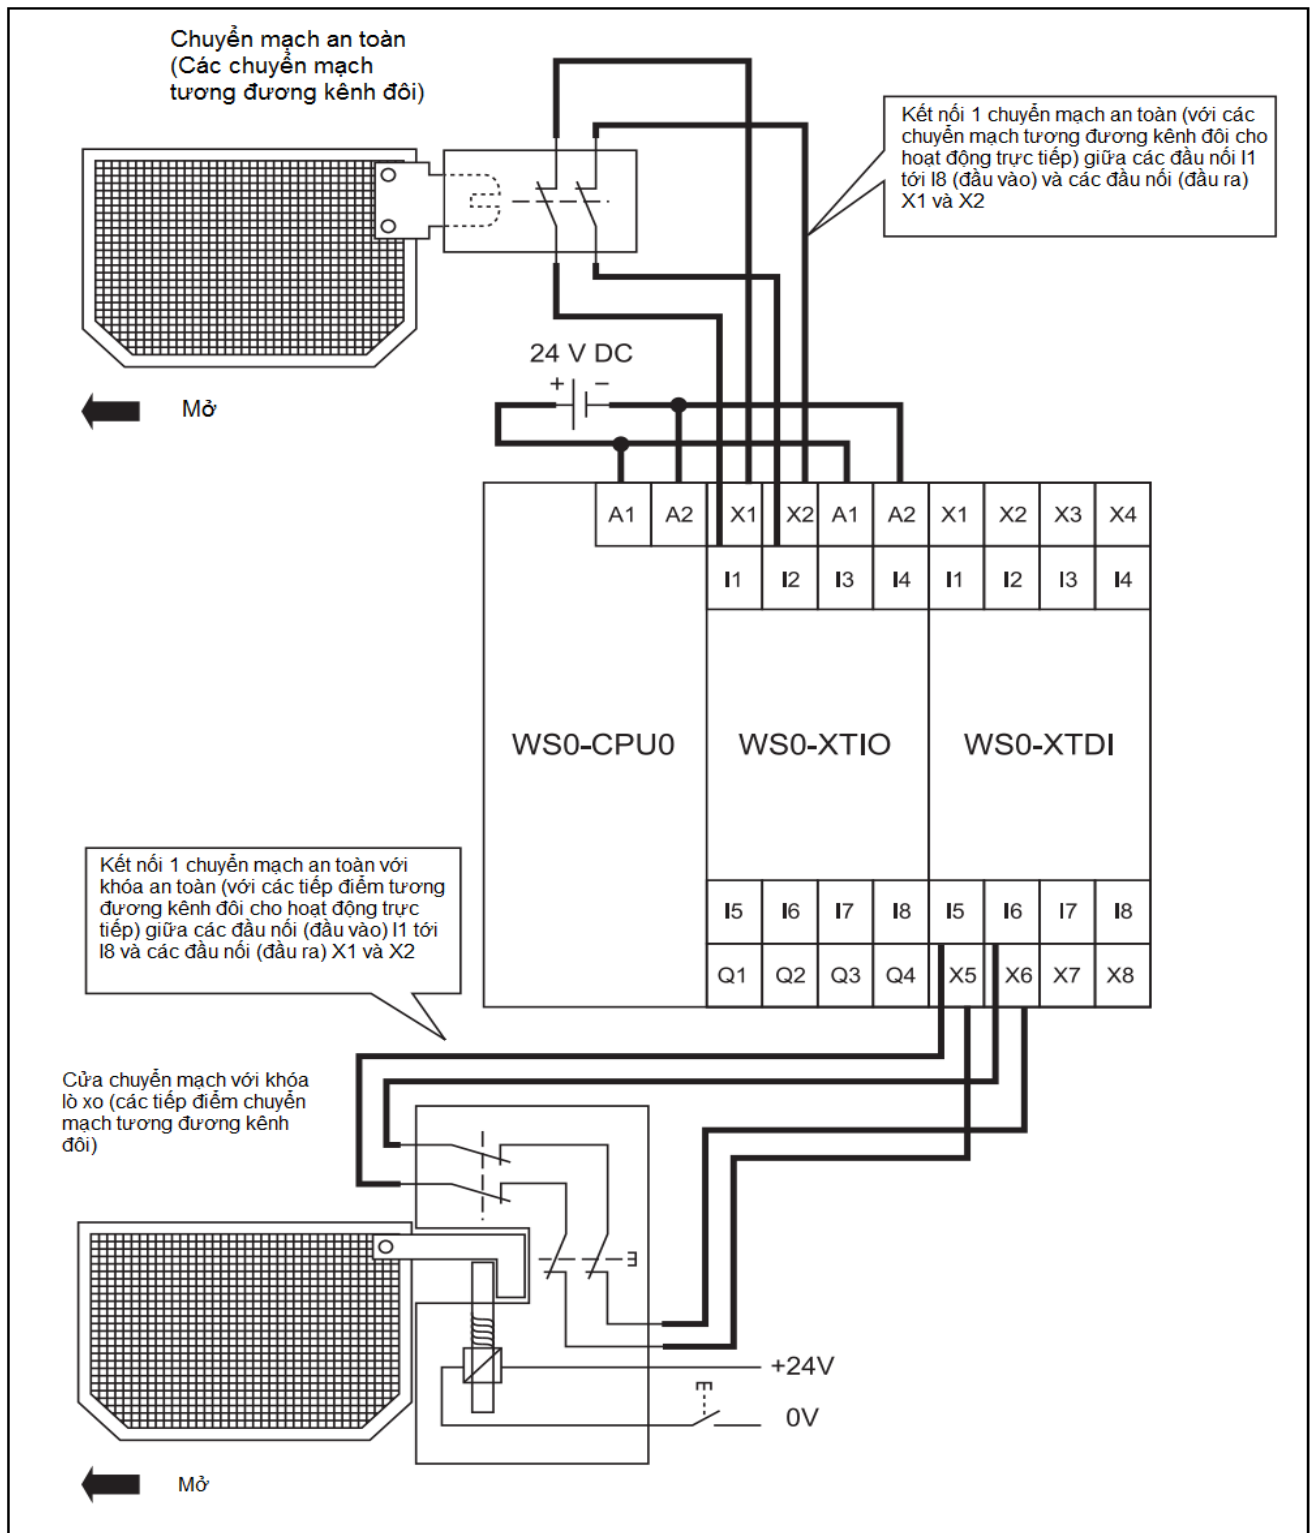 Chuyển mạch an toàn
(Các chuyển mạch
tương đương kênh đôi)
Kết nối 1 chuyển mạch an toàn (với các
chuyển mạch tương đương kênh đôi cho
hoạt động trực tiếp) giữa các đầu nối I1
tới I8 (đầu vào) và các đầu nối (đầu ra)
X1 và X2
24 V DC
+ −
Mở
A1 A2 X1 X2 A1 A2 X1 X2 X3 X4
I1 I2 I3 I4 I1 I2 I3 I4
WS0-CPU0 WS0-XTIO WS0-XTDI
Kết nối 1 chuyển mạch an toàn với
khóa an toàn (với các tiếp điểm tương
đương kênh đôi cho hoạt động trực
tiếp) giữa các đầu nối (đầu vào) I1 tới
I8 và các đầu nối (đầu ra) X1 và X2
I5 I6 I7 I8 I5 I6 I7 I8
Q1 Q2 Q3 Q4 X5 X6 X7 X8
Cửa chuyển mạch với khóa
lò xo (các tiếp điểm chuyển
mạch tương đương kênh
đôi)
+24V
0V
Mở